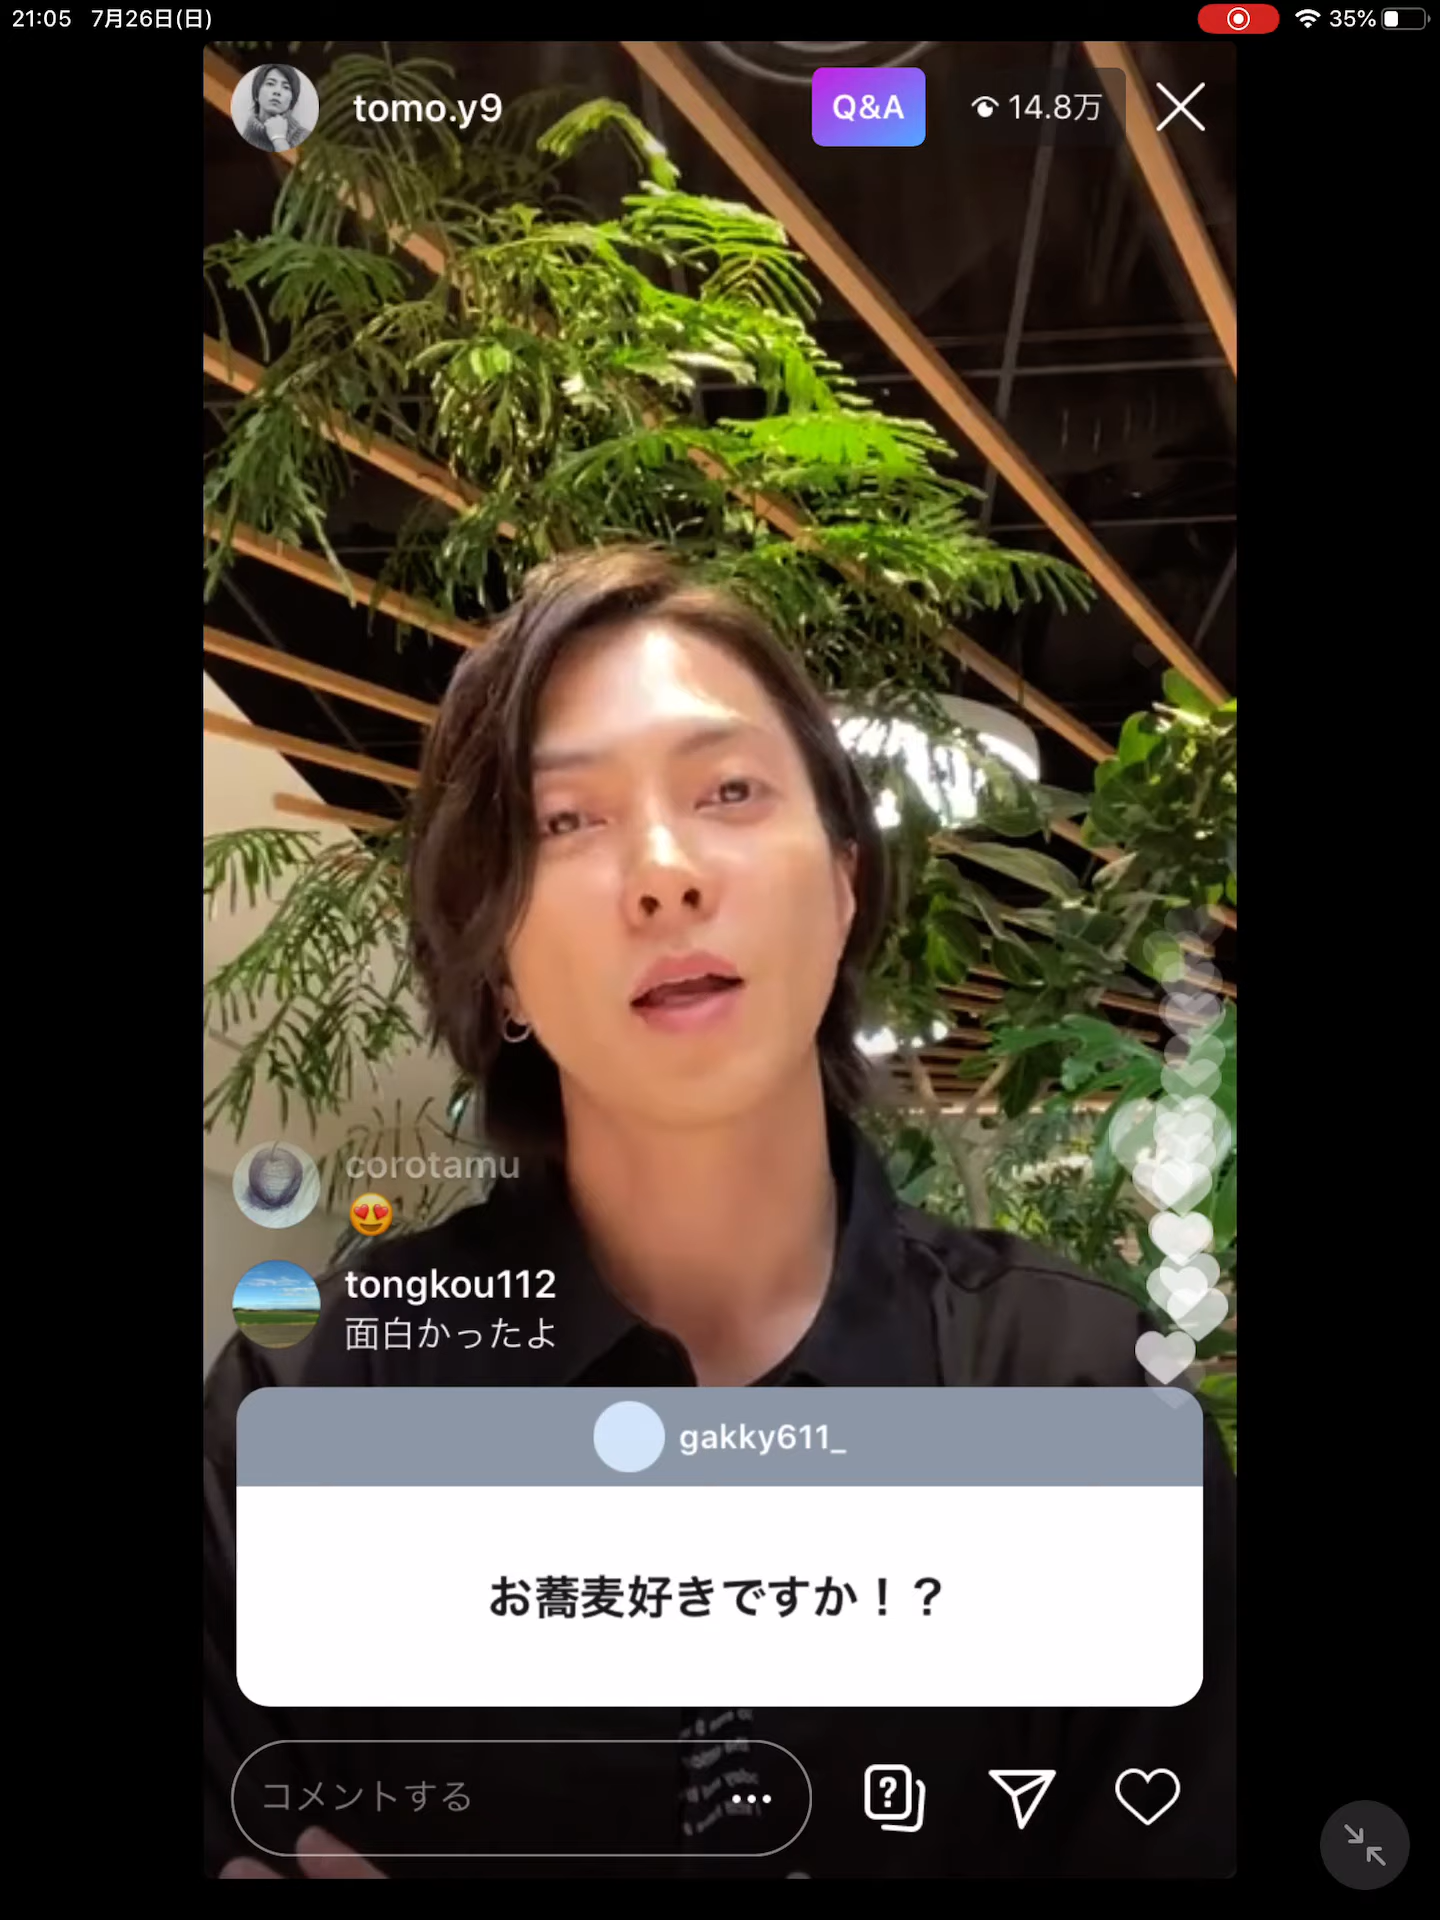 21:05 7月26日(日)
35%
tomo.y9
Q&A
14.8万
corotamu
😍
tongkou112
面白かったよ
gakky611_
お蕎麦好きですか！？
コメントする